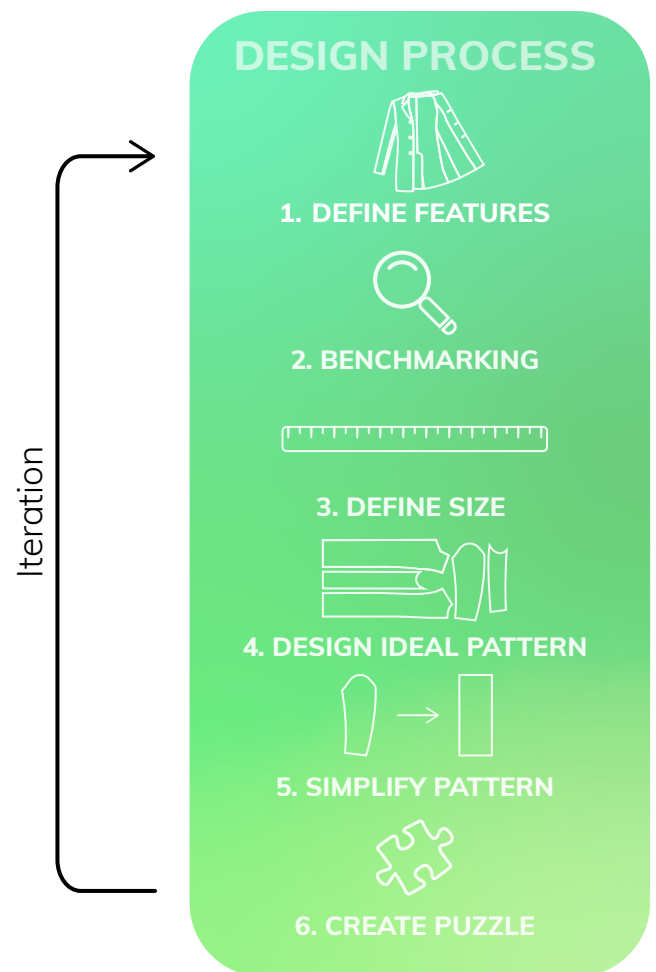 DESIGN PROCESS
1. DEFINE FEATURES
2. BENCHMARKING
3. DEFINE SIZE
4. DESIGN IDEAL PATTERN
5. SIMPLIFY PATTERN
6. CREATE PUZZLE
Iteration